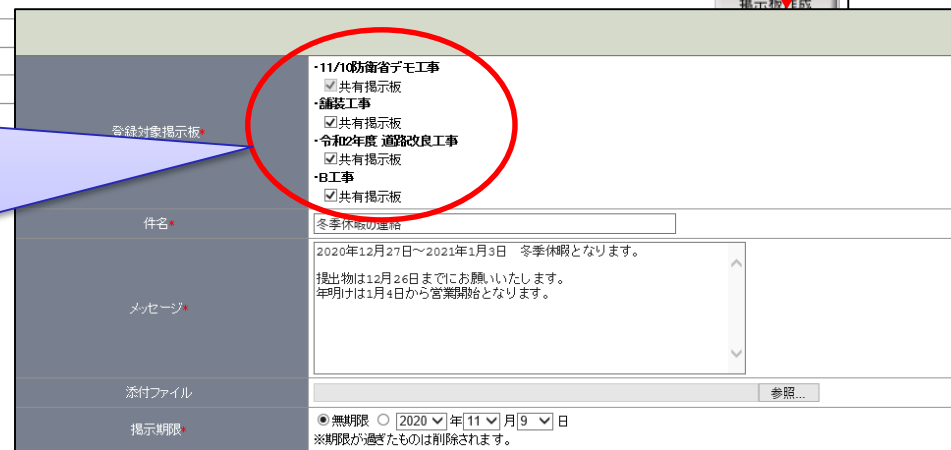 掲示板作成
・11/10防衛省デモ工事
共有掲示板
・舗装工事
共有掲示板
登録対象掲示板*
・令和2年度 道路改良工事
共有掲示板
・B工事
共有掲示板
件名*
冬季休暇の連絡
メッセージ*
2020年12月27日～2021年1月3日　冬季休暇となります。
提出物は12月26日までにお願いいたします。
年明けは1月4日から営業開始となります。
添付ファイル
参照...
掲示期限*
無期限 2020 年 11 月 9 日
※期限が過ぎたものは削除されます。